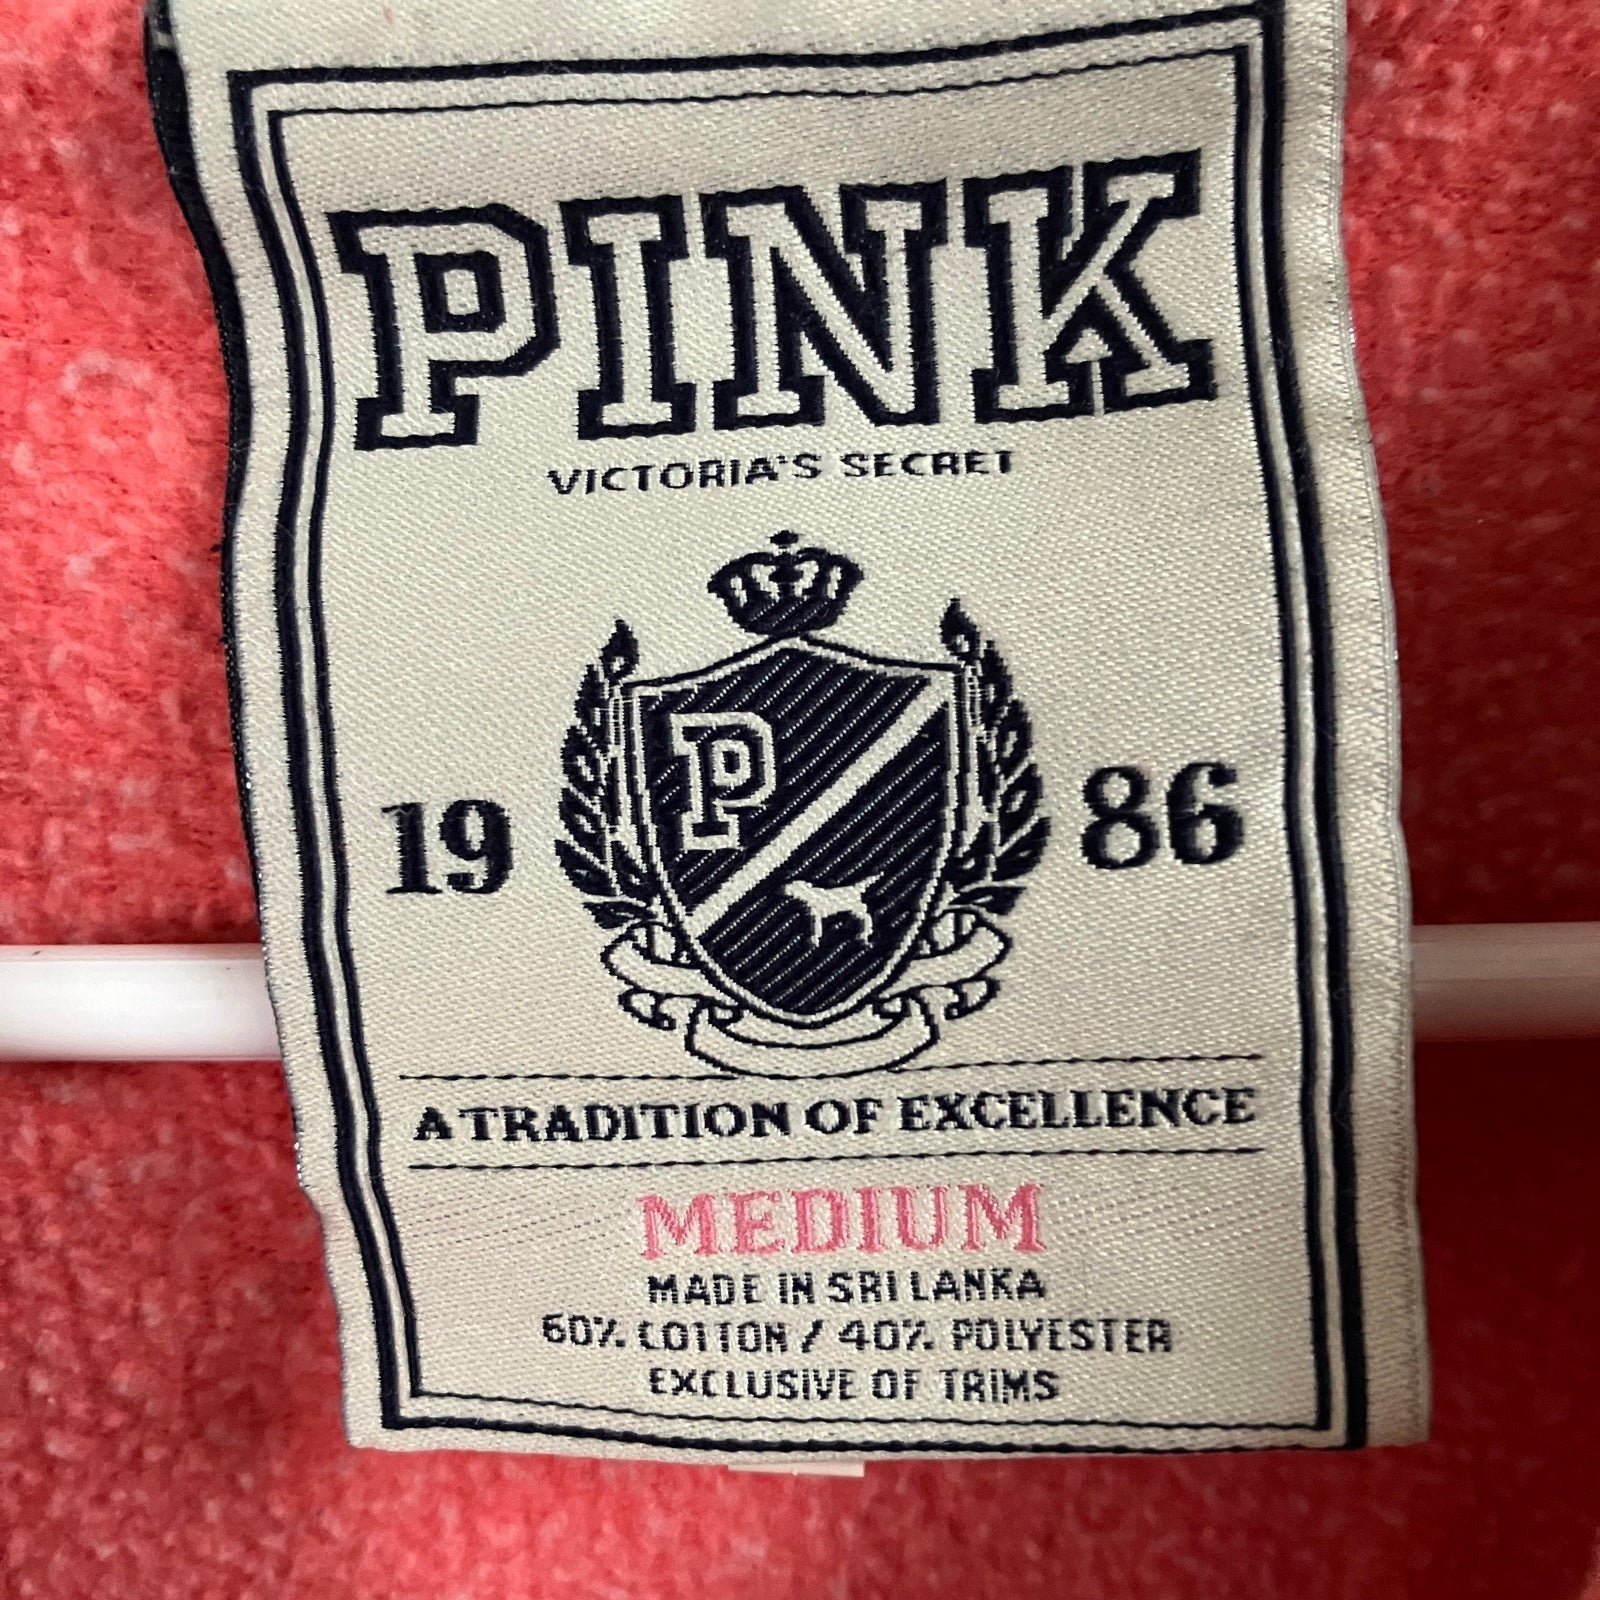 PINK
VICTORIA'S SECRET
P
19 86
A TRADITION OF EXCELLENCE
MEDIUM
MADE IN SRI LANKA
60% COTTON / 40% POLYESTER
EXCLUSIVE OF TRIMS